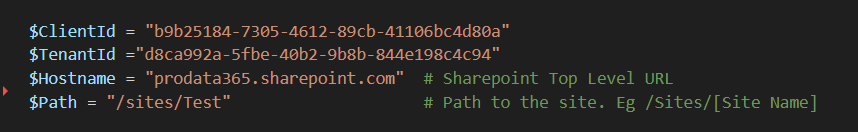 $ClientId = "b9b25184-7305-4612-89cb-41106bc4d80a"
$TenantId ="d8ca992a-5fbe-40b2-9b8b-844e198c4c94"
$Hostname = "prodata365.sharepoint.com"  # Sharepoint Top Level URL
$Path = "/sites/Test"                    # Path to the site. Eg /Sites/[Site Name]